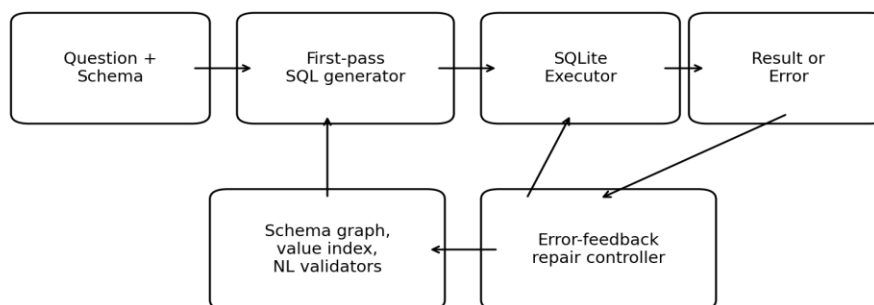 Question +
Schema
First-pass
SQL generator
SQLite
Executor
Result or
Error
Schema graph,
value index,
NL validators
Error-feedback
repair controller